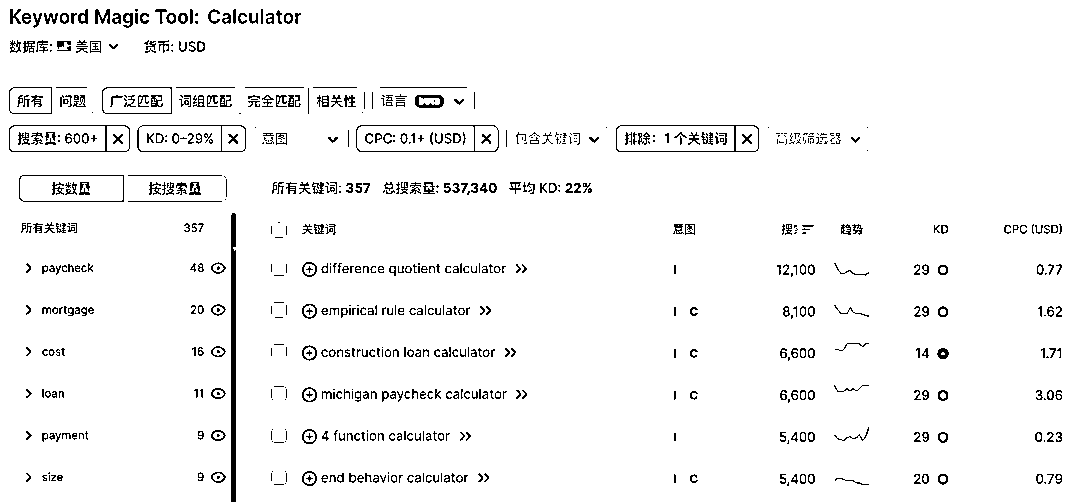 Keyword Magic Tool: Calculator
数据库: 美国 货币: USD
所有 问题 广泛匹配 词组匹配 完全匹配 相关性 语言
搜索量: 600+ KD: 0-29% 意图 CPC: 0.1+ (USD) 包含关键词 排除: 1 个关键词 高级筛选器
按数量 按搜索量 所有关键词: 357 总搜索量: 537,340 平均 KD: 22%
所有关键词 357 关键词 意图 搜 趋势 KD CPC (USD)
paycheck 48 difference quotient calculator I 12,100 29 0.77
mortgage 20 empirical rule calculator I C 8,100 29 1.62
cost 16 construction loan calculator I C 6,600 14 1.71
loan 11 michigan paycheck calculator I C 6,600 29 3.06
payment 9 4 function calculator I 5,400 29 0.23
size 9 end behavior calculator I C 5,400 20 0.79